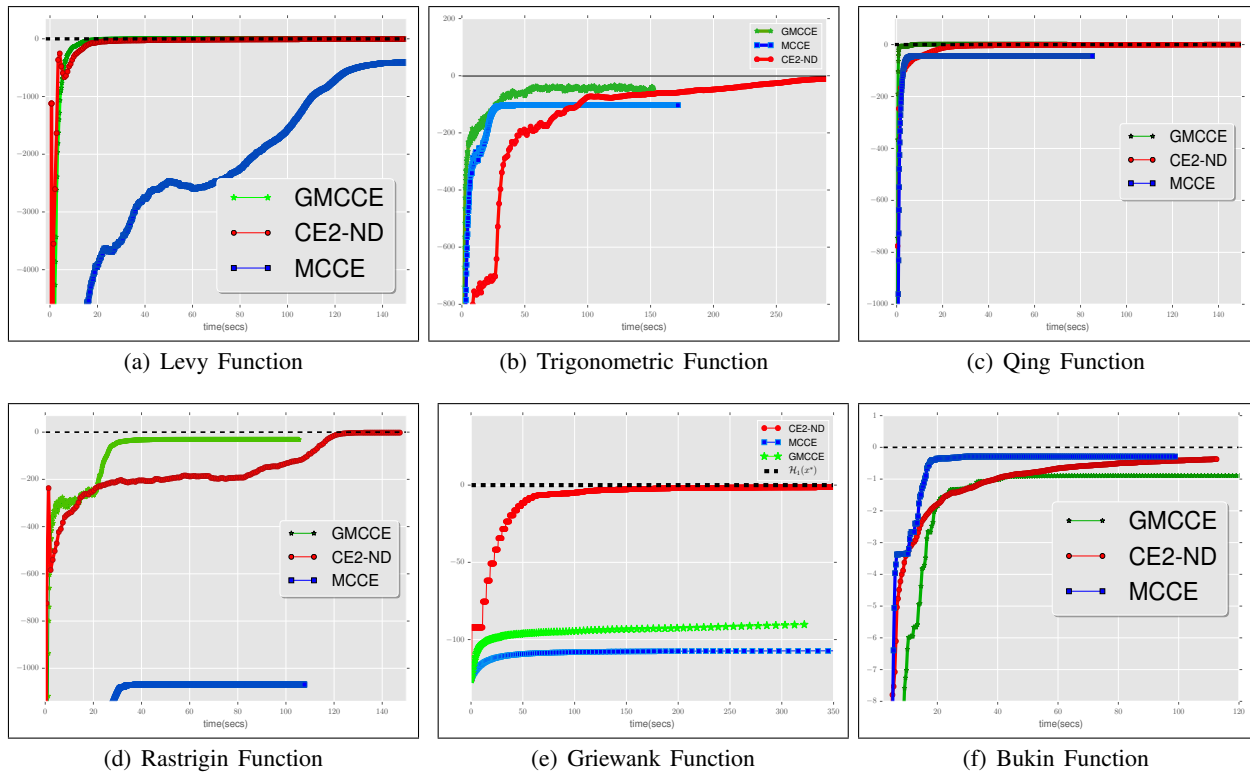 0
−1000
−2000
−3000
−4000
0 20 40 60 80 100 120 140
time(secs)
GMCCE
CE2-ND
MCCE
(a) Levy Function
200
0
−200
−400
−600
−800
0 50 100 150 200 250
time(secs)
GMCCE
MCCE
CE2-ND
(b) Trigonometric Function
0
−200
−400
−600
−800
−1000
0 20 40 60 80 100 120 140
time(secs)
GMCCE
CE2-ND
MCCE
(c) Qing Function
0
−200
−400
−600
−800
−1000
0 20 40 60 80 100 120 140
time(secs)
GMCCE
CE2-ND
MCCE
(d) Rastrigin Function
CE2-ND
MCCE
GMCCE
ℋ₁(x*)
0
−50
−100
0 50 100 150 200 250 300 350
time(secs)
(e) Griewank Function
1
0
−1
−2
−3
−4
−5
−6
−7
−8
20 40 60 80 100 120
time(secs)
GMCCE
CE2-ND
MCCE
(f) Bukin Function